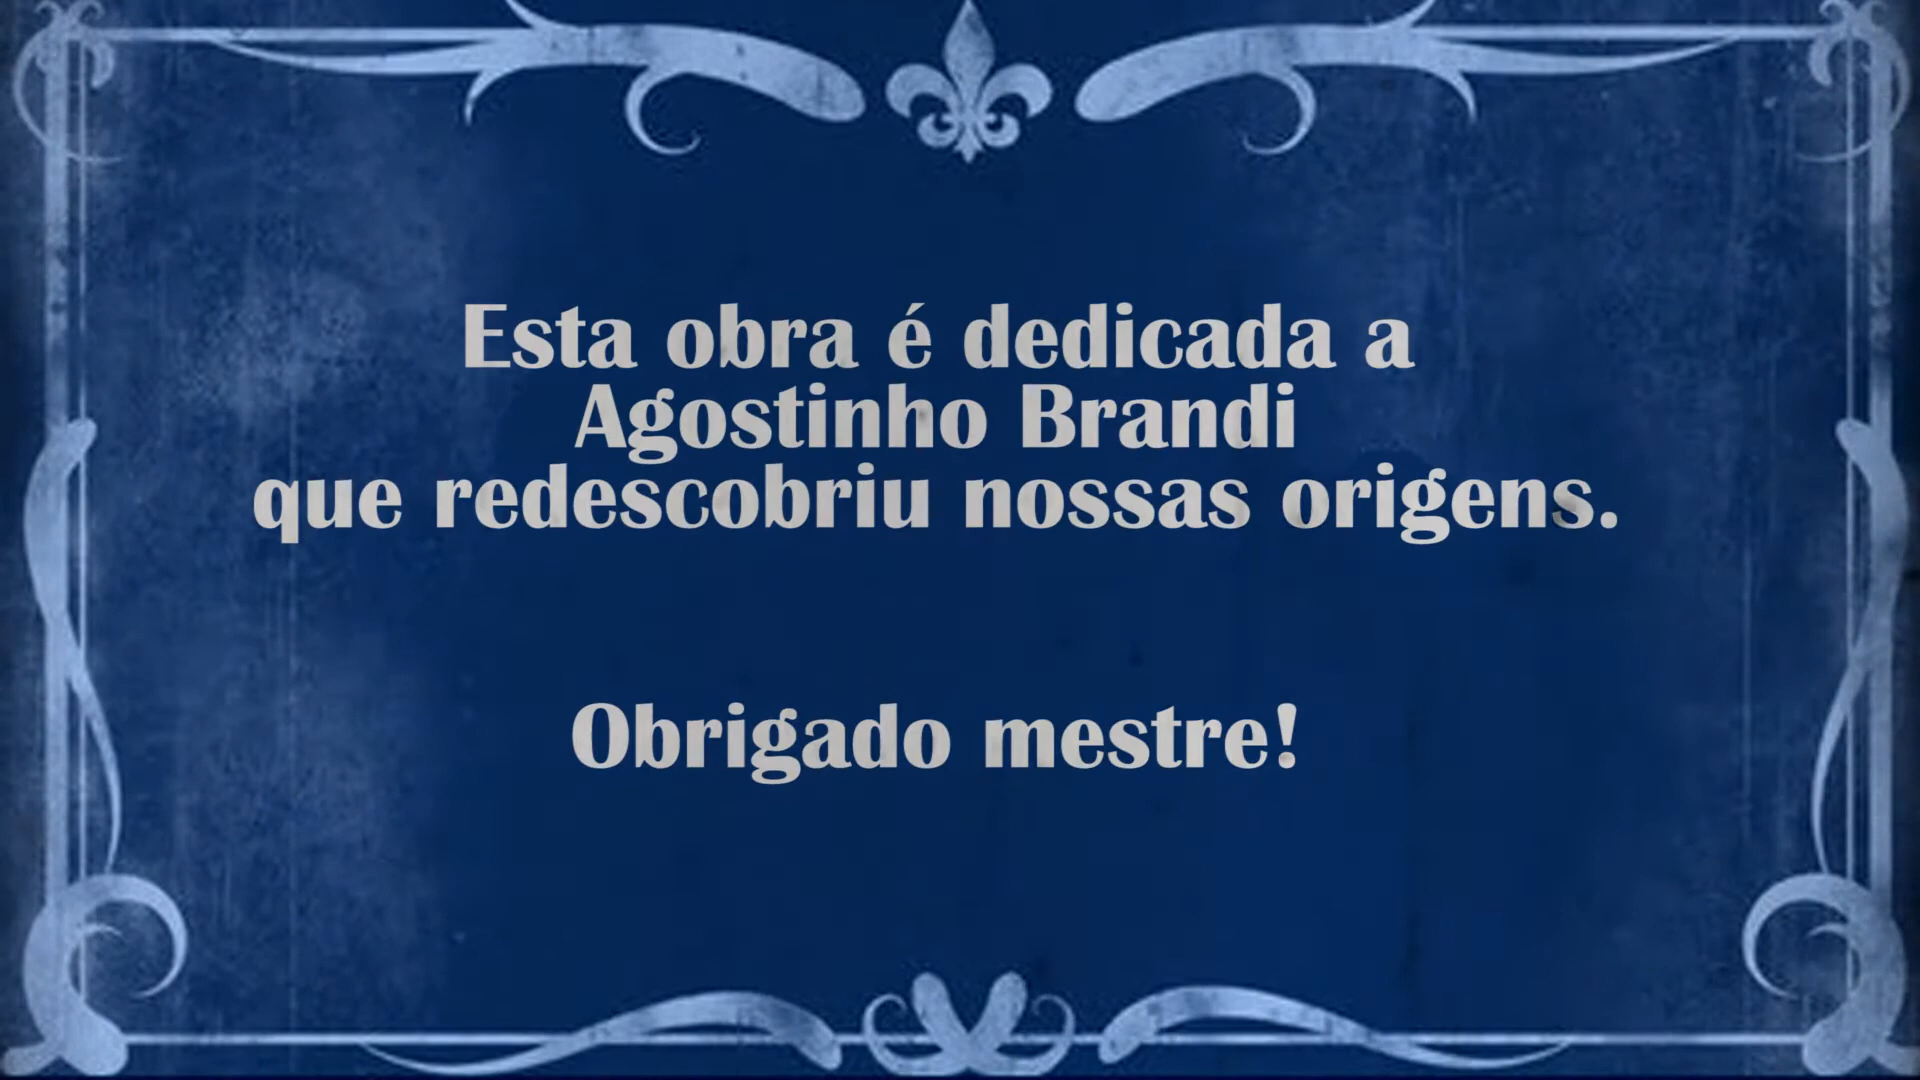 Esta obra é dedicada a
Agostinho Brandi
que redescobriu nossas origens.
Obrigado mestre!